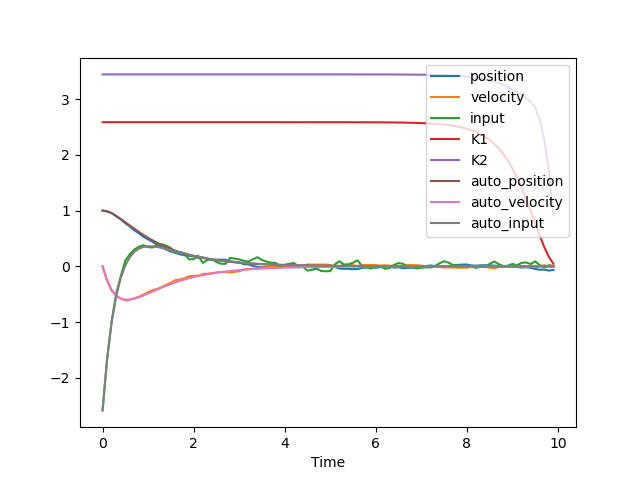 position
velocity
input
K1
K2
auto_position
auto_velocity
auto_input
3
2
1
0
−1
−2
0 2 4 6 8 10
Time